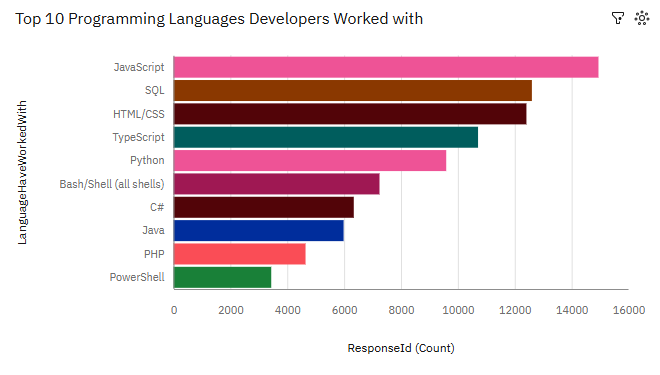 Top 10 Programming Languages Developers Worked with
LanguageHaveWorkedWith
JavaScript
SQL
HTML/CSS
TypeScript
Python
Bash/Shell (all shells)
C#
Java
PHP
PowerShell
0 2000 4000 6000 8000 10000 12000 14000 16000
ResponseId (Count)